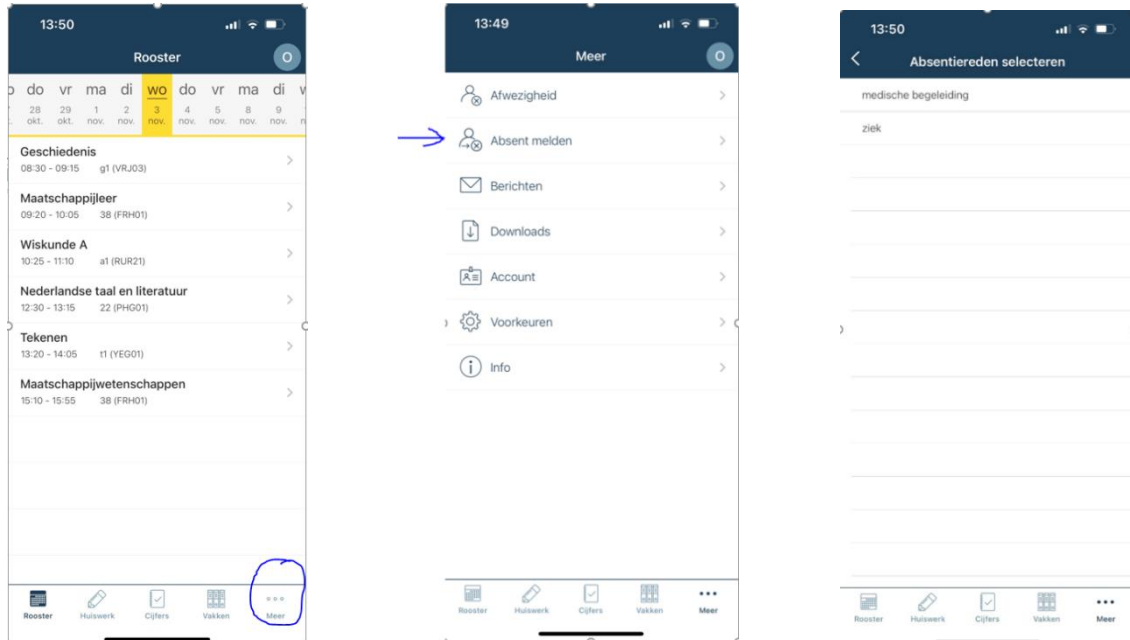 13:50
Rooster
O
do vr ma di wo do vr ma di
28 29 1 2 3 4 5 8 9
okt. okt. nov. nov. nov. nov. nov. nov. nov.
Geschiedenis
08:30 - 09:15 g1 (VRJ03)
Maatschappijleer
09:20 - 10:05 38 (FRH01)
Wiskunde A
10:25 - 11:10 a1 (RUR21)
Nederlandse taal en literatuur
12:30 - 13:15 22 (PHG01)
Tekenen
13:20 - 14:05 t1 (YEG01)
Maatschappijwetenschappen
15:10 - 15:55 38 (FRH01)
Rooster Huiswerk Cijfers Vakken Meer
13:49
Meer
O
Afwezigheid
Absent melden
Berichten
Downloads
Account
Voorkeuren
Info
Rooster Huiswerk Cijfers Vakken Meer
13:50
Absentiereden selecteren
medische begeleiding
ziek
Rooster Huiswerk Cijfers Vakken Meer